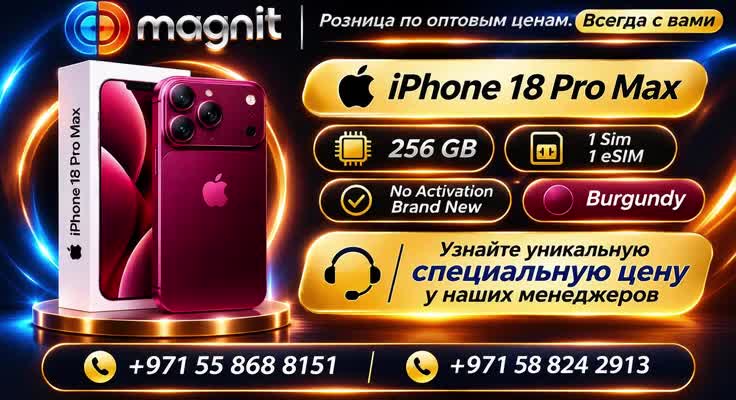 magnit
Розница по оптовым ценам. Всегда с вами
iPhone 18 Pro Max
iPhone 18 Pro Max
256 GB
1 Sim
1 eSIM
No Activation
Brand New
Burgundy
Узнайте уникальную
специальную цену
у наших менеджеров
+971 55 868 8151
+971 58 824 2913